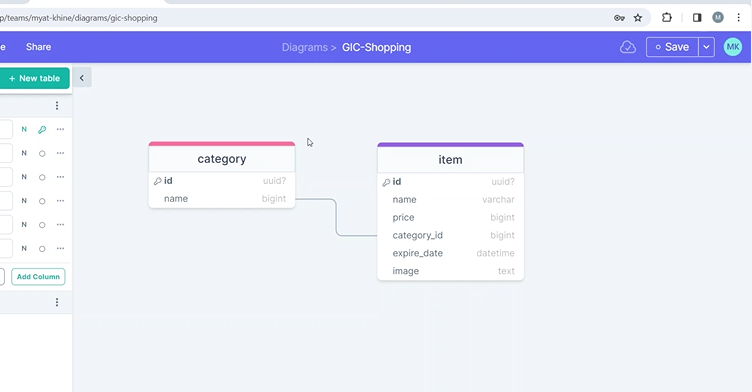 p/teams/myat-khine/diagrams/gic-shopping
M
e Share
Diagrams > GIC-Shopping
Save
MK
+ New table
N
N
N
N
N
N
Add Column
category
id uuid?
name bigint
item
id uuid?
name varchar
price bigint
category_id bigint
expire_date datetime
image text